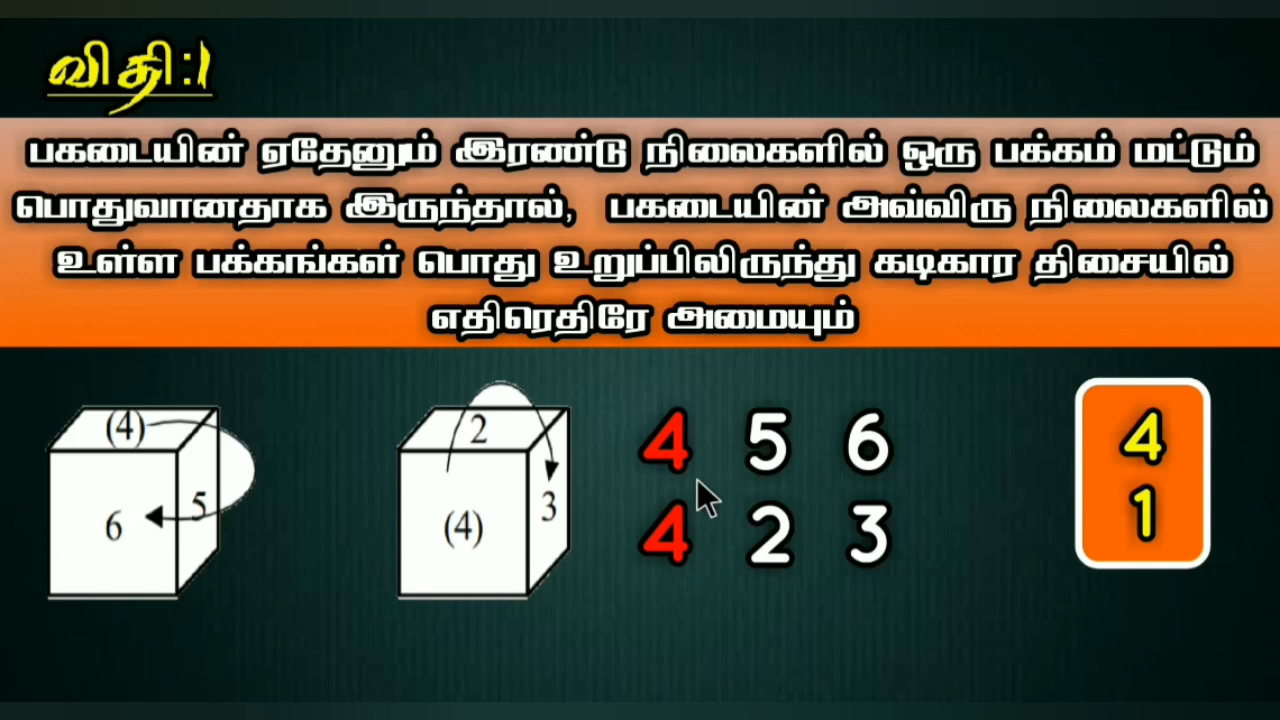 விதி:1
பகடையின் ஏதேனும் இரண்டு நிலைகளில் ஒரு பக்கம் மட்டும்
பொதுவானதாக இருந்தால், பகடையின் அவ்விரு நிலைகளில்
உள்ள பக்கங்கள் பொது உறுப்பிலிருந்து கடிகார திசையில்
எதிரெதிரே அமையும்
(4)
6
5
2
(4)
3
4 5 6
4 2 3
4
1